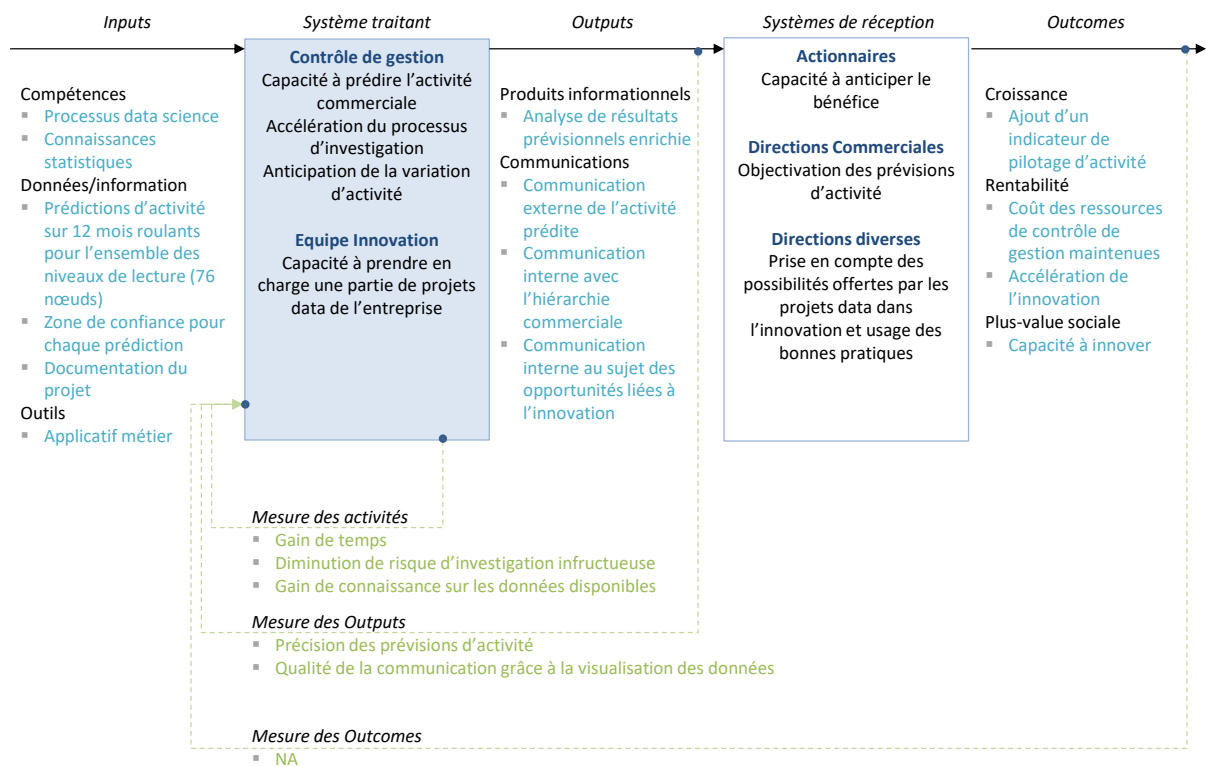 Inputs
Système traitant
Outputs
Systèmes de réception
Outcomes
Compétences
▪ Processus data science
▪ Connaissances
statistiques
Données/information
▪ Prédictions d’activité
sur 12 mois roulants
pour l’ensemble des
niveaux de lecture (76
nœuds)
▪ Zone de confiance pour
chaque prédiction
▪ Documentation du
projet
Outils
▪ Applicatif métier
Contrôle de gestion
Capacité à prédire l’activité
commerciale
Accélération du processus
d’investigation
Anticipation de la variation
d’activité
Equipe Innovation
Capacité à prendre en
charge une partie de projets
data de l’entreprise
Produits informationnels
▪ Analyse de résultats
prévisionnels enrichie
Communications
▪ Communication
externe de l’activité
prédite
▪ Communication
interne avec
l’hiérarchie
commerciale
▪ Communication
interne au sujet des
opportunités liées à
l’innovation
Actionnaires
Capacité à anticiper le
bénéfice
Directions Commerciales
Objectivation des prévisions
d’activité
Directions diverses
Prise en compte des
possibilités offertes par les
projets data dans
l’innovation et usage des
bonnes pratiques
Croissance
▪ Ajout d’un
indicateur de
pilotage d’activité
Rentabilité
▪ Coût des ressources
de contrôle de
gestion maintenues
▪ Accélération de
l’innovation
Plus-value sociale
▪ Capacité à innover
Mesure des activités
▪ Gain de temps
▪ Diminution de risque d’investigation infructueuse
▪ Gain de connaissance sur les données disponibles
Mesure des Outputs
▪ Précision des prévisions d’activité
▪ Qualité de la communication grâce à la visualisation des données
Mesure des Outcomes
▪ NA